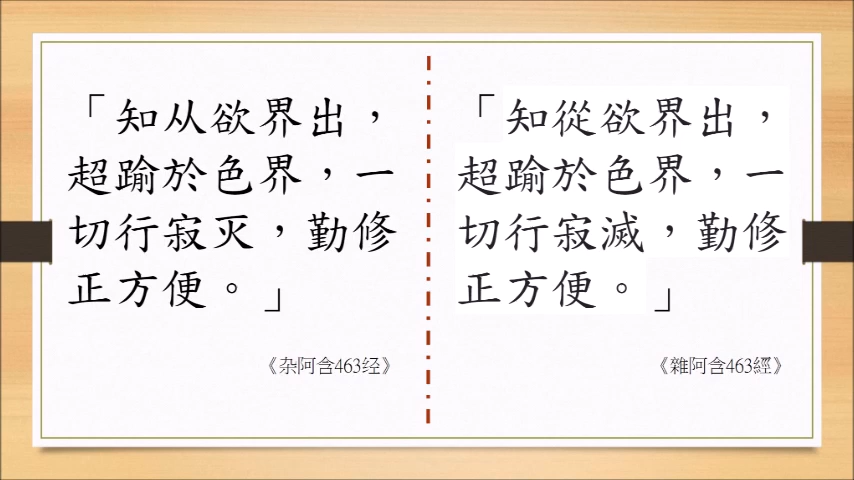 「知从欲界出，
超踰於色界，一
切行寂灭，勤修
正方便。」
《杂阿含463经》
「知從欲界出，
超踰於色界，一
切行寂滅，勤修
正方便。」
《雜阿含463經》